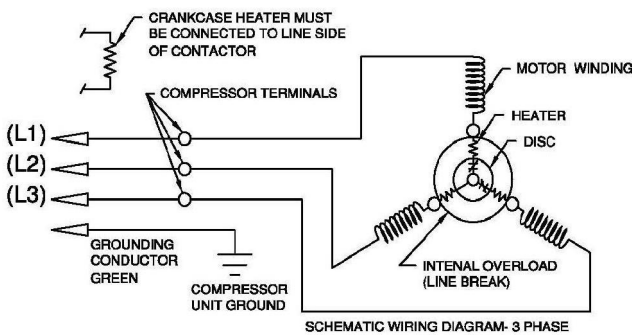 CRANKCASE HEATER MUST
BE CONNECTED TO LINE SIDE
OF CONTACTOR
MOTOR WINDING
COMPRESSOR TERMINALS
HEATER
(L1)
DISC
(L2)
(L3)
GROUNDING
CONDUCTOR
GREEN
COMPRESSOR
UNIT GROUND
INTENAL OVERLOAD
(LINE BREAK)
SCHEMATIC WIRING DIAGRAM- 3 PHASE